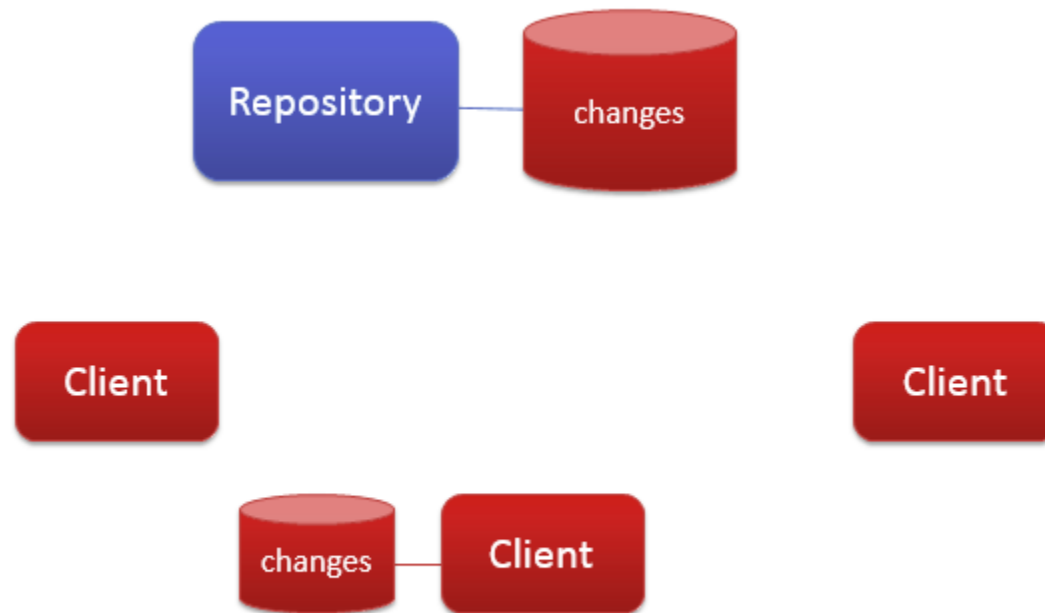 Repository
changes
Client
Client
changes
Client